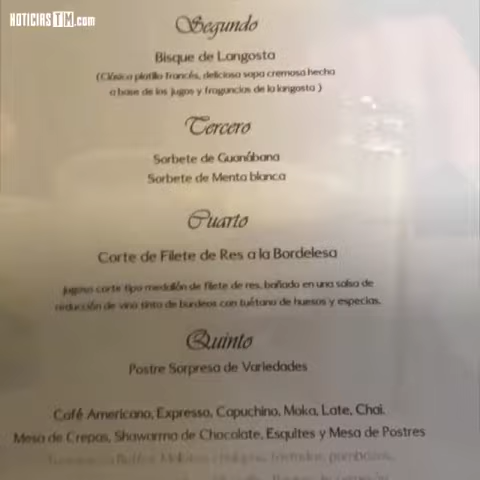 NOTICIASTM.com
Segundo
Bisque de Langosta
(Clásico platillo francés, deliciosa sopa cremosa hecha
a base de los jugos y fragancias de la langosta )
Tercero
Sorbete de Guanábana
Sorbete de Menta blanca
Cuarto
Corte de Filete de Res a la Bordelesa
Jugoso corte tipo medallón de filete de res, bañado en una salsa de
reducción de vino tinto de burdeos con tuétano de huesos y especias.
Quinto
Postre Sorpresa de Variedades
Café Americano, Expresso, Capuchino, Moka, Late, Chai.
Mesa de Crepas, Shawarma de Chocolate, Esquites y Mesa de Postres